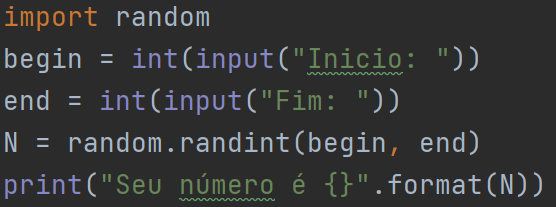 import random
begin = int(input("Inicio: "))
end = int(input("Fim: "))
N = random.randint(begin, end)
print("Seu número é {}".format(N))